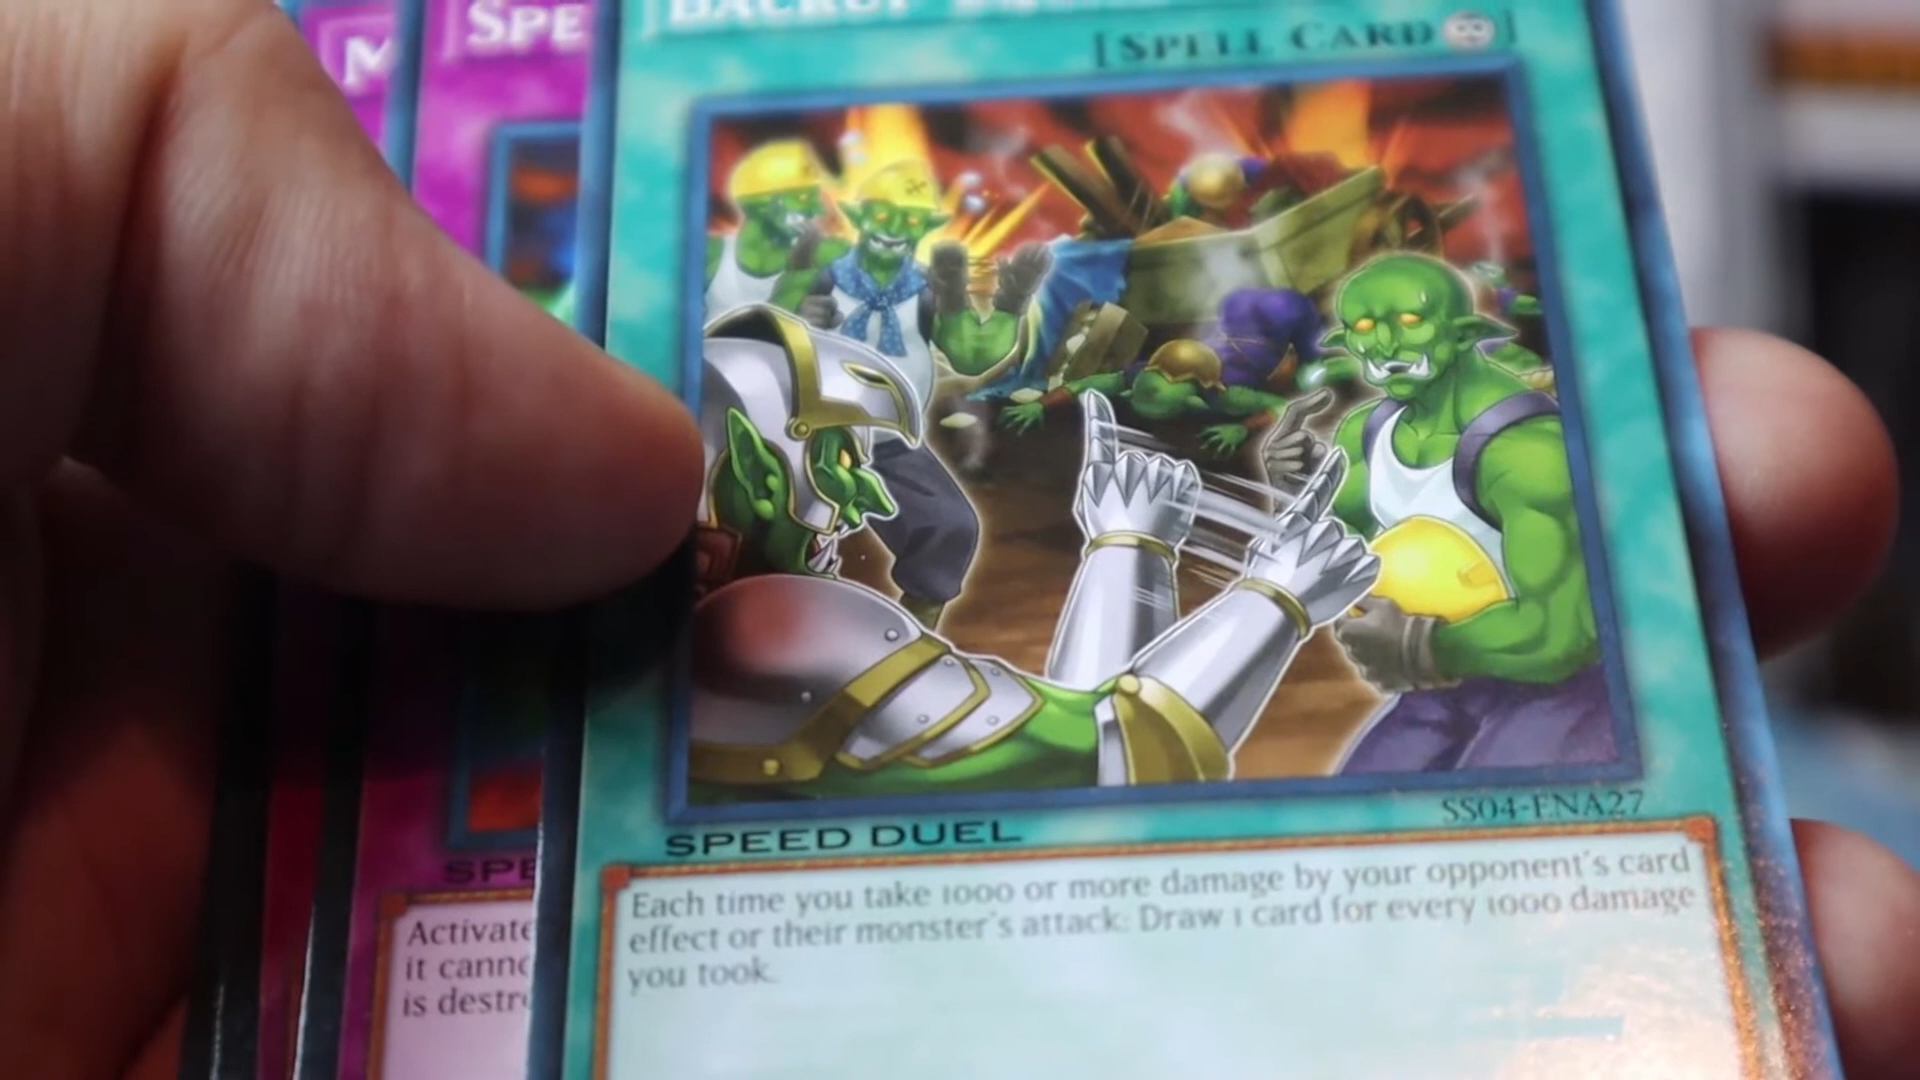 M
SPE
BACKUP
[SPELL CARD ]
SS04-ENA27
SPEED DUEL
Each time you take 1000 or more damage by your opponent's card
effect or their monster's attack: Draw 1 card for every 1000 damage
you took.
SPE
Activate
it canno
is destr